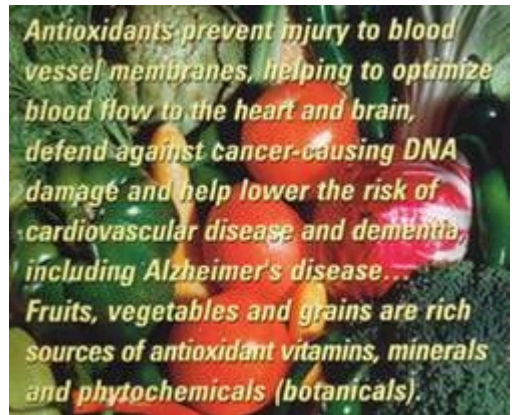 Antioxidants prevent injury to blood
vessel membranes, helping to optimize
blood flow to the heart and brain,
defend against cancer-causing DNA
damage and help lower the risk of
cardiovascular disease and dementia,
including Alzheimer's disease...
Fruits, vegetables and grains are rich
sources of antioxidant vitamins, minerals
and phytochemicals (botanicals).